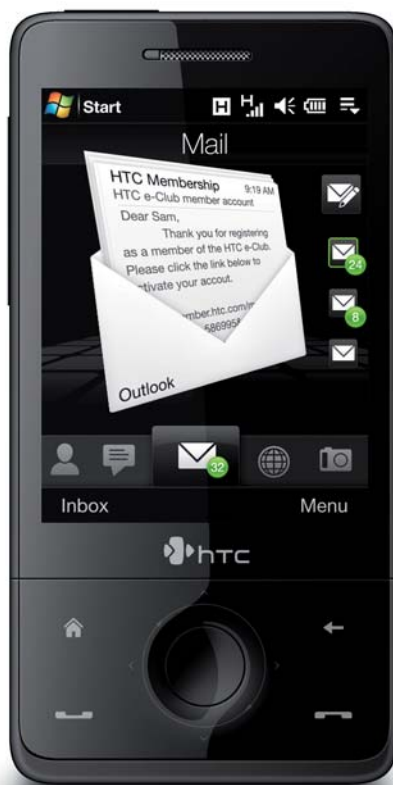 Start H H
Mail
HTC Membership 9:19 AM
HTC e-Club member account
Dear Sam,
Thank you for registering
as a member of the HTC e-Club.
Please click the link below to
your accout.
24
8
Outlook
32
Inbox Menu
hTC